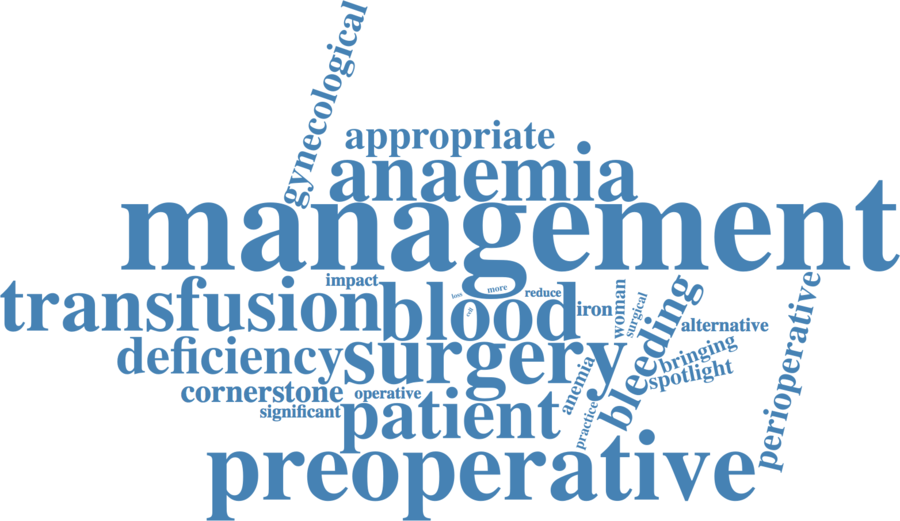 gynecological
appropriate
anaemia
management
transfusion
impact
blood
loss
more
cell
reduce
iron
woman
surgical
bleeding
alternative
perioperative
deficiency
surgery
bringing
spotlight
cornerstone
operative
anemia
significant
patient
practice
preoperative